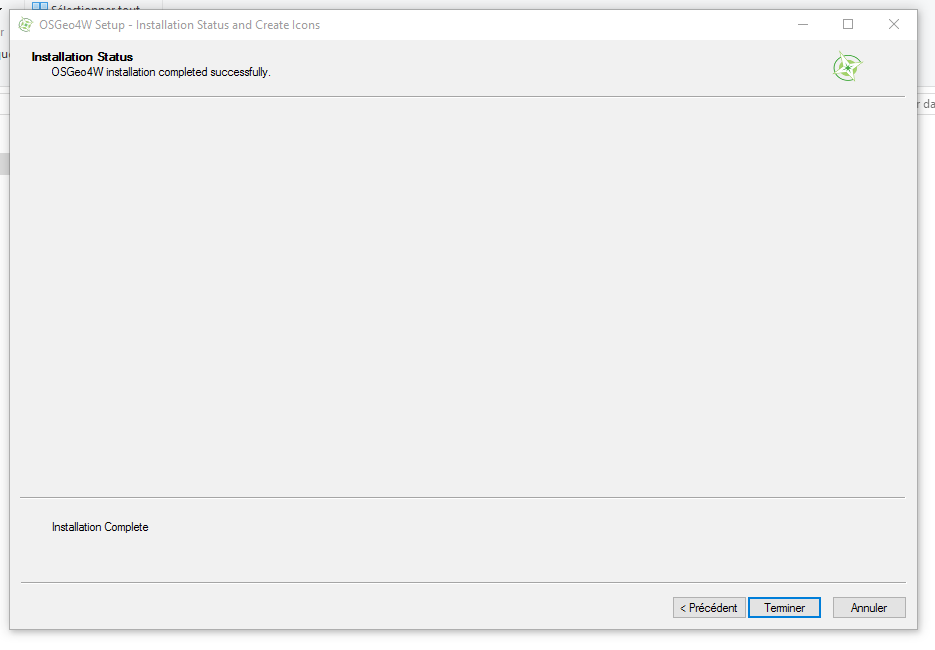 Sélectionner tout
OSGeo4W Setup - Installation Status and Create Icons
Installation Status
OSGeo4W installation completed successfully.
r da
Installation Complete
< Précédent
Terminer
Annuler